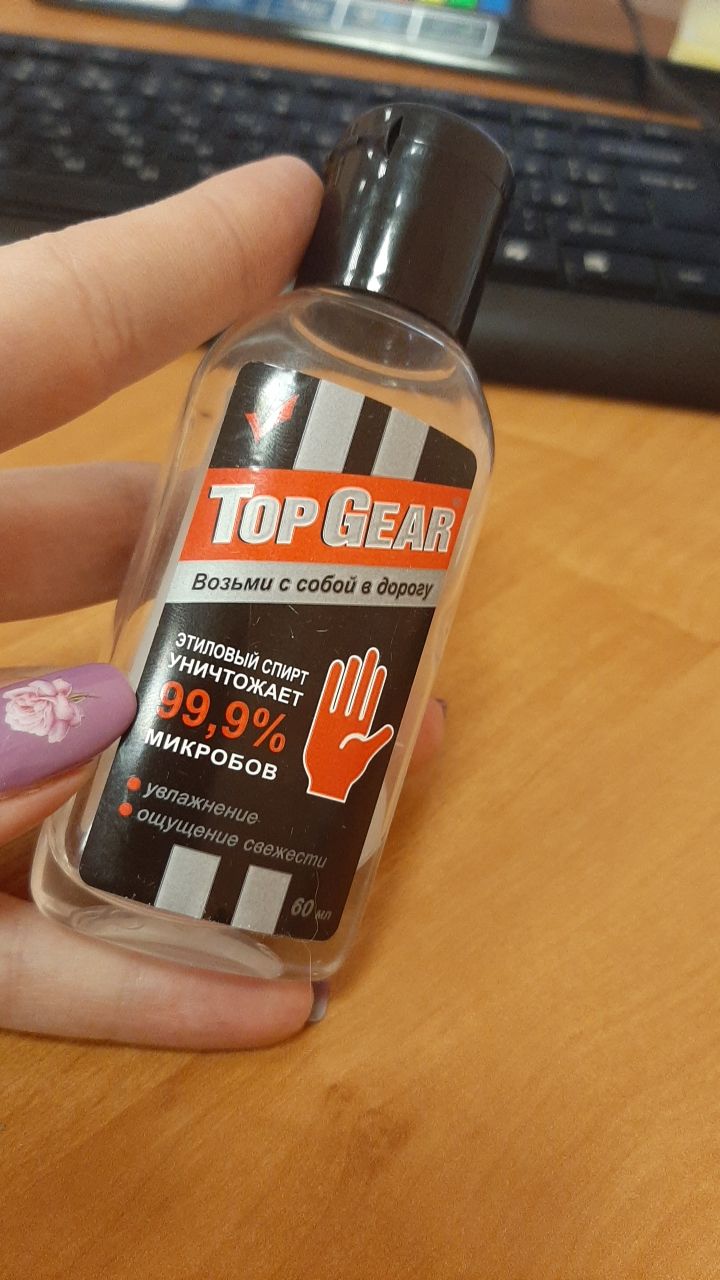 TOP GEAR
Возьми с собой в дорогу
ЭТИЛОВЫЙ СПИРТ
УНИЧТОЖАЕТ
99,9%
МИКРОБОВ
увлажнение
ощущение свежести
60 мл